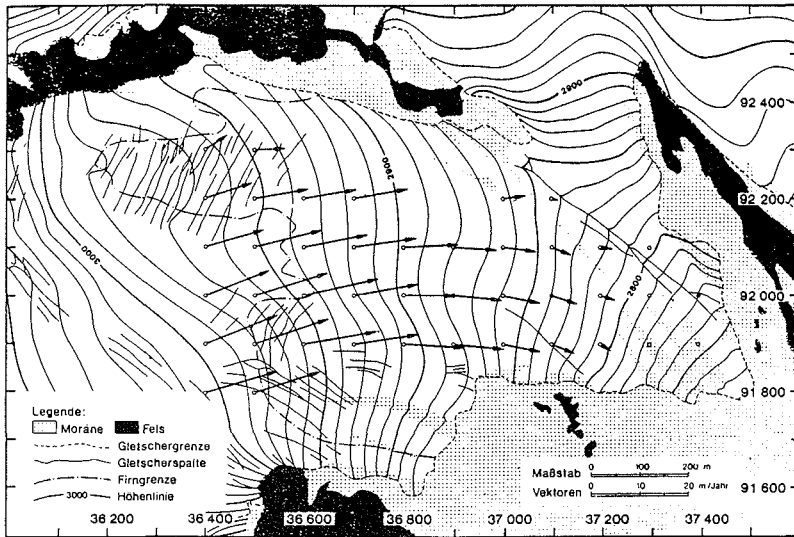 2900
92 400
92 200
2900
3000
2800
92 000
91 800
91 600
Legende:
Moräne Fels
Gletschergrenze
Gletscherspalte
Firngrenze
3000 Höhenlinie
Maßstab 0 100 200 m
Vektoren 0 10 20 m/Jahr
36 200 36 400 36 600 36 800 37 000 37 200 37 400